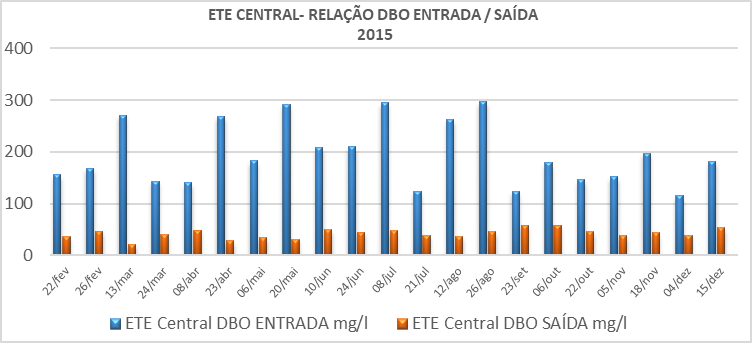 ETE CENTRAL- RELAÇÃO DBO ENTRADA / SAÍDA
2015
400
300
200
100
0
22/fev
26/fev
13/mar
24/mar
08/abr
23/abr
06/mai
20/mai
10/jun
24/jun
08/jul
21/jul
12/ago
26/ago
23/set
06/out
22/out
05/nov
18/nov
04/dez
15/dez
ETE Central DBO ENTRADA mg/l
ETE Central DBO SAÍDA mg/l